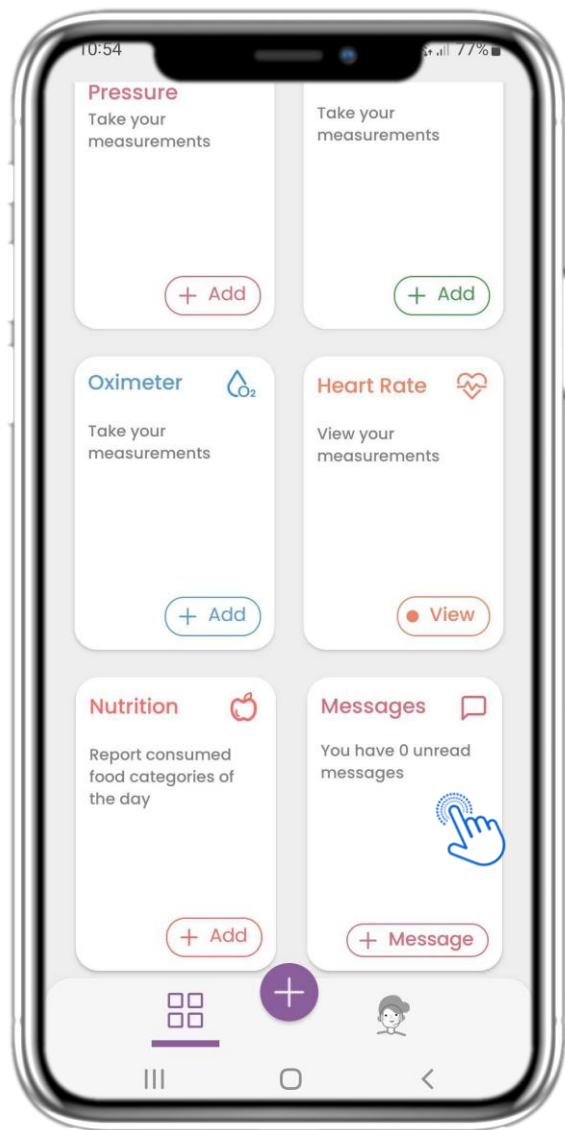 10:54
77%
Pressure
Take your
measurements
Take your
measurements
+ Add
+ Add
Oximeter
O2
Take your
measurements
+ Add
Heart Rate
View your
measurements
View
Nutrition
Report consumed
food categories of
the day
+ Add
Messages
You have 0 unread
messages
+ Message